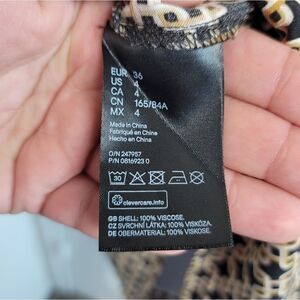 EUR 36
US 4
CA 4
CN 165/84A
MX 4
Made in China
Fabriqué en Chine
Hecho en China
O/N 247957
P/N 0816923 0
30
clevercare.info
GB SHELL: 100% VISCOSE.
CZ SVRCHNÍ LÁTKA: 100% VISKÓZA.
DE OBERMATERIAL: 100% VISKOSE.